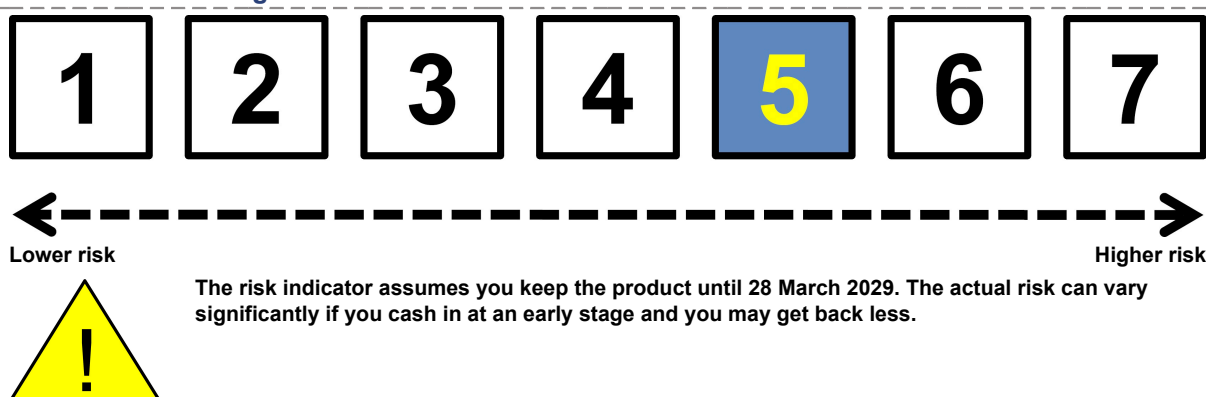 1 2 3 4 5 6 7
Lower risk Higher risk
!
The risk indicator assumes you keep the product until 28 March 2029. The actual risk can vary
significantly if you cash in at an early stage and you may get back less.